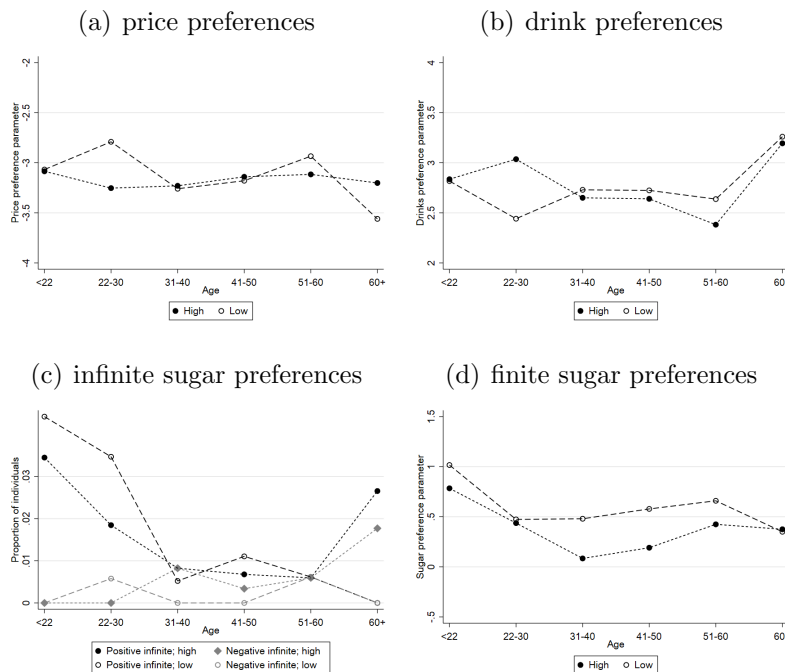 (a) price preferences
Price preference parameter
-2
-2.5
-3
-3.5
-4
<22 22-30 31-40 41-50 51-60 60+
Age
High Low
(b) drink preferences
Drinks preference parameter
4
3.5
3
2.5
2
<22 22-30 31-40 41-50 51-60 60
Age
High Low
(c) infinite sugar preferences
Proportion of individuals
.03
.02
.01
0
<22 22-30 31-40 41-50 51-60 60+
Age
Positive infinite; high Negative infinite; high
Positive infinite; low Negative infinite; low
(d) finite sugar preferences
Sugar preference parameter
1.5
1
.5
0
-.5
<22 22-30 31-40 41-50 51-60 60
Age
High Low